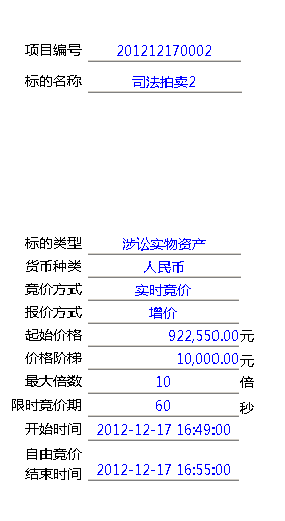 项目编号 201212170002
标的名称 司法拍卖2
标的类型 涉讼实物资产
货币种类 人民币
竞价方式 实时竞价
报价方式 增价
起始价格 922,550.00元
价格阶梯 10,000.00元
最大倍数 10 倍
限时竞价期 60 秒
开始时间 2012-12-17 16:49:00
自由竞价
结束时间 2012-12-17 16:55:00